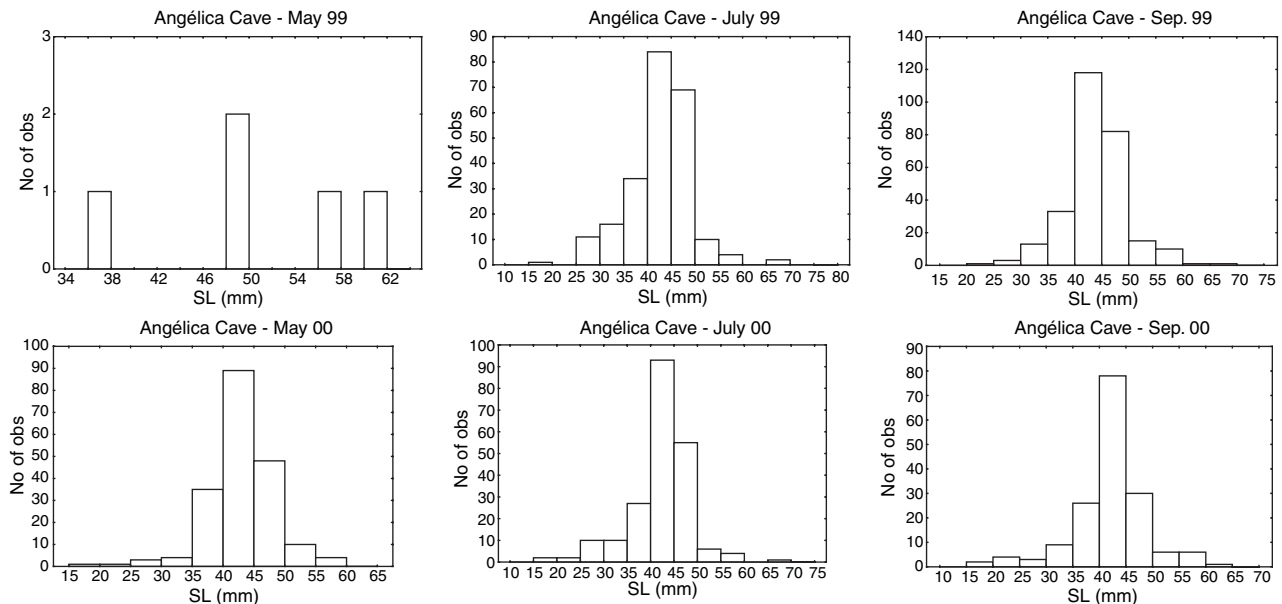 Angélica Cave - May 99
3
2
1
0
No of obs
34 38 42 46 50 54 58 62
SL (mm)
Angélica Cave - July 99
90
80
70
60
50
40
30
20
10
0
No of obs
10 15 20 25 30 35 40 45 50 55 60 65 70 75 80
SL (mm)
Angélica Cave - Sep. 99
140
120
100
80
60
40
20
0
No of obs
15 20 25 30 35 40 45 50 55 60 65 70 75
SL (mm)
Angélica Cave - May 00
100
90
80
70
60
50
40
30
20
10
0
No of obs
15 20 25 30 35 40 45 50 55 60 65
SL (mm)
Angélica Cave - July 00
100
90
80
70
60
50
40
30
20
10
0
No of obs
10 15 20 25 30 35 40 45 50 55 60 65 70 75
SL (mm)
Angélica Cave - Sep. 00
90
80
70
60
50
40
30
20
10
0
No of obs
10 15 20 25 30 35 40 45 50 55 60 65 70
SL (mm)